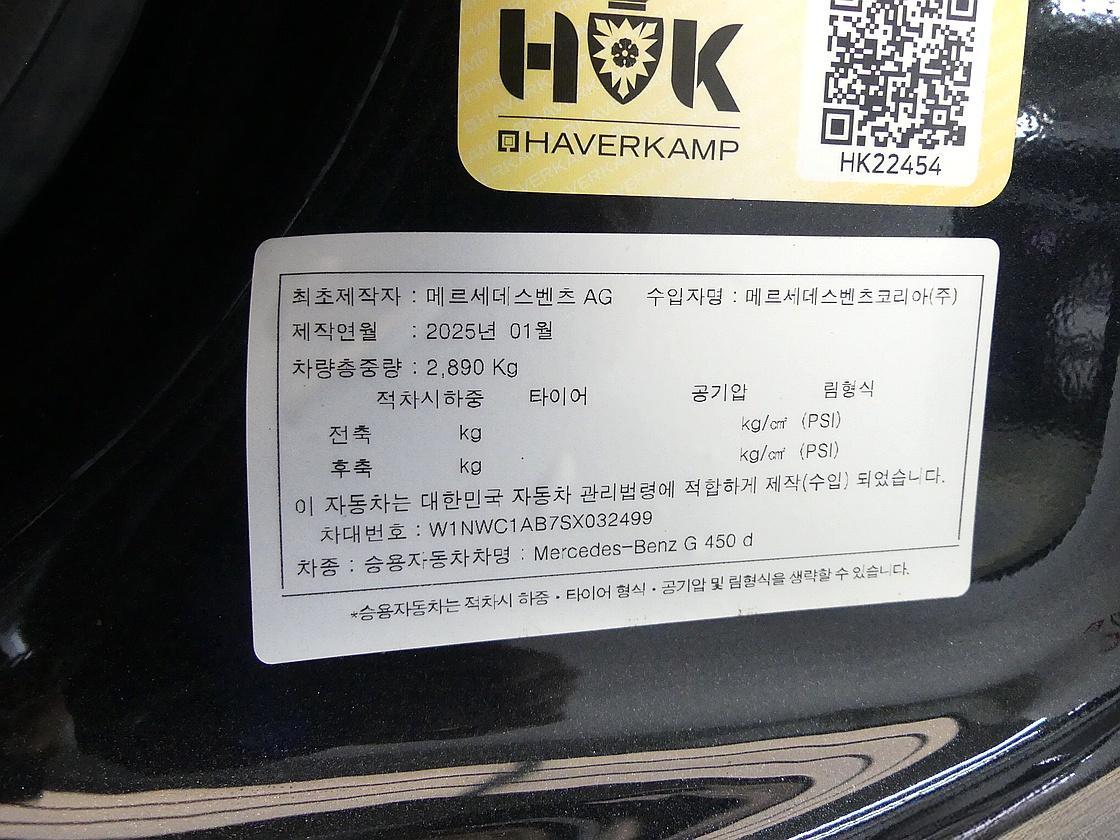 HK
HAVERKAMP
HK22454
최초제작자 : 메르세데스벤츠 AG 수입자명 : 메르세데스벤츠코리아(주)
제작연월 : 2025년 01월
차량총중량 : 2,890 Kg
적차시하중 타이어 공기압 림형식
전축 kg kg/㎠ (PSI)
후축 kg kg/㎠ (PSI)
이 자동차는 대한민국 자동차 관리법령에 적합하게 제작(수입) 되었습니다.
차대번호 : W1NWC1AB7SX032499
차종 : 승용자동차차명 : Mercedes-Benz G 450 d
*승용자동차는 적차시 하중·타이어 형식·공기압 및 림형식을 생략할 수 있습니다.